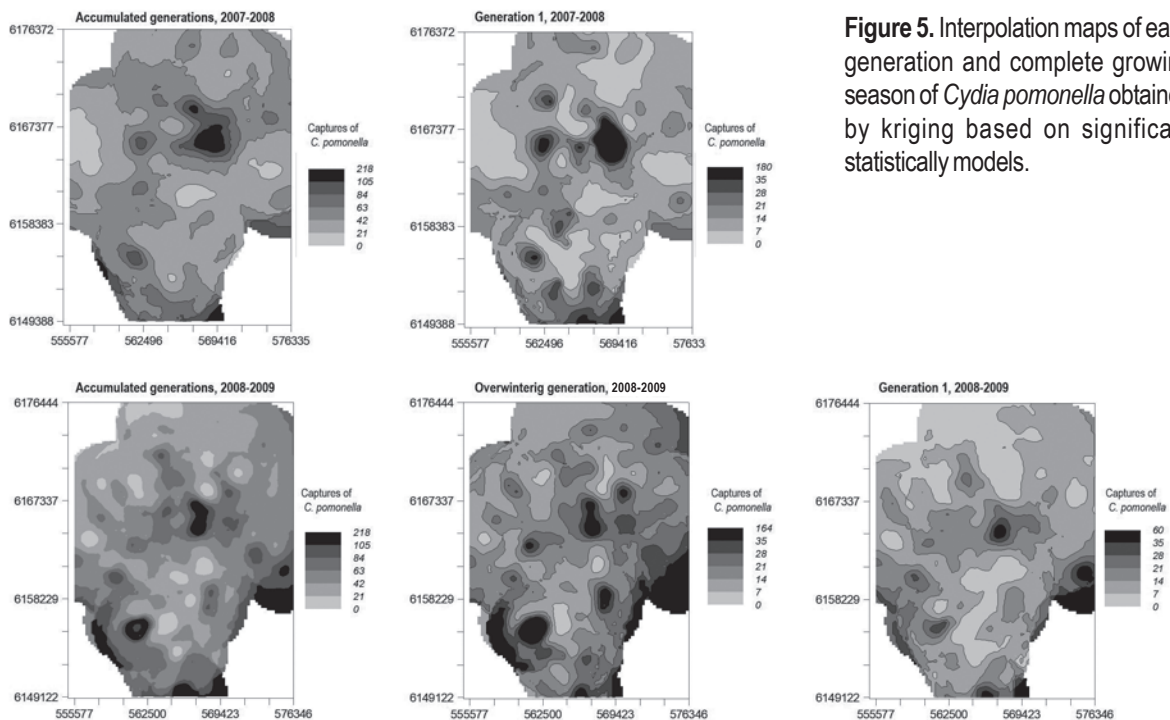 Accumulated generations, 2007-2008
6176372
6167377
6158383
6149388
555577 562496 569416 576335
Captures of
C. pomonella
218
105
84
63
42
21
0
Generation 1, 2007-2008
6176372
6167377
6158383
6149388
555577 562496 569416 57633
Captures of
C. pomonella
180
35
28
21
14
7
0
Figure 5. Interpolation maps of ea
generation and complete growin
season of Cydia pomonella obtaine
by kriging based on significa
statistically models.
Accumulated generations, 2008-2009
6176444
6167337
6158229
6149122
555577 562500 569423 576346
Captures of
C. pomonella
218
105
84
63
42
21
0
Overwinterig generation, 2008-2009
6176444
6167337
6158229
6149122
555577 562500 569423 576346
Captures of
C. pomonella
164
35
28
21
14
7
0
Generation 1, 2008-2009
6176444
6167337
6158229
6149122
555577 562500 569423 576346
Captures of
C. pomonella
60
35
28
21
14
7
0